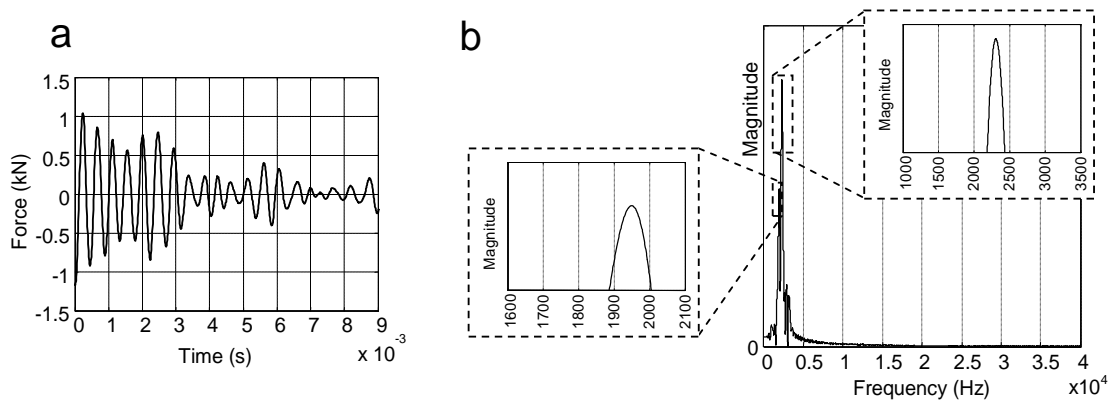 a
1.5
1
0.5
0
-0.5
-1
-1.5
Force (kN)
0 1 2 3 4 5 6 7 8 9
Time (s)
x 10-3
b
Magnitude
0
0 0.5 1 1.5 2 2.5 3 3.5 4
Frequency (Hz)
x10⁴
Magnitude
1600 1700 1800 1900 2000 2100
Magnitude
1000 1500 2000 2500 3000 3500